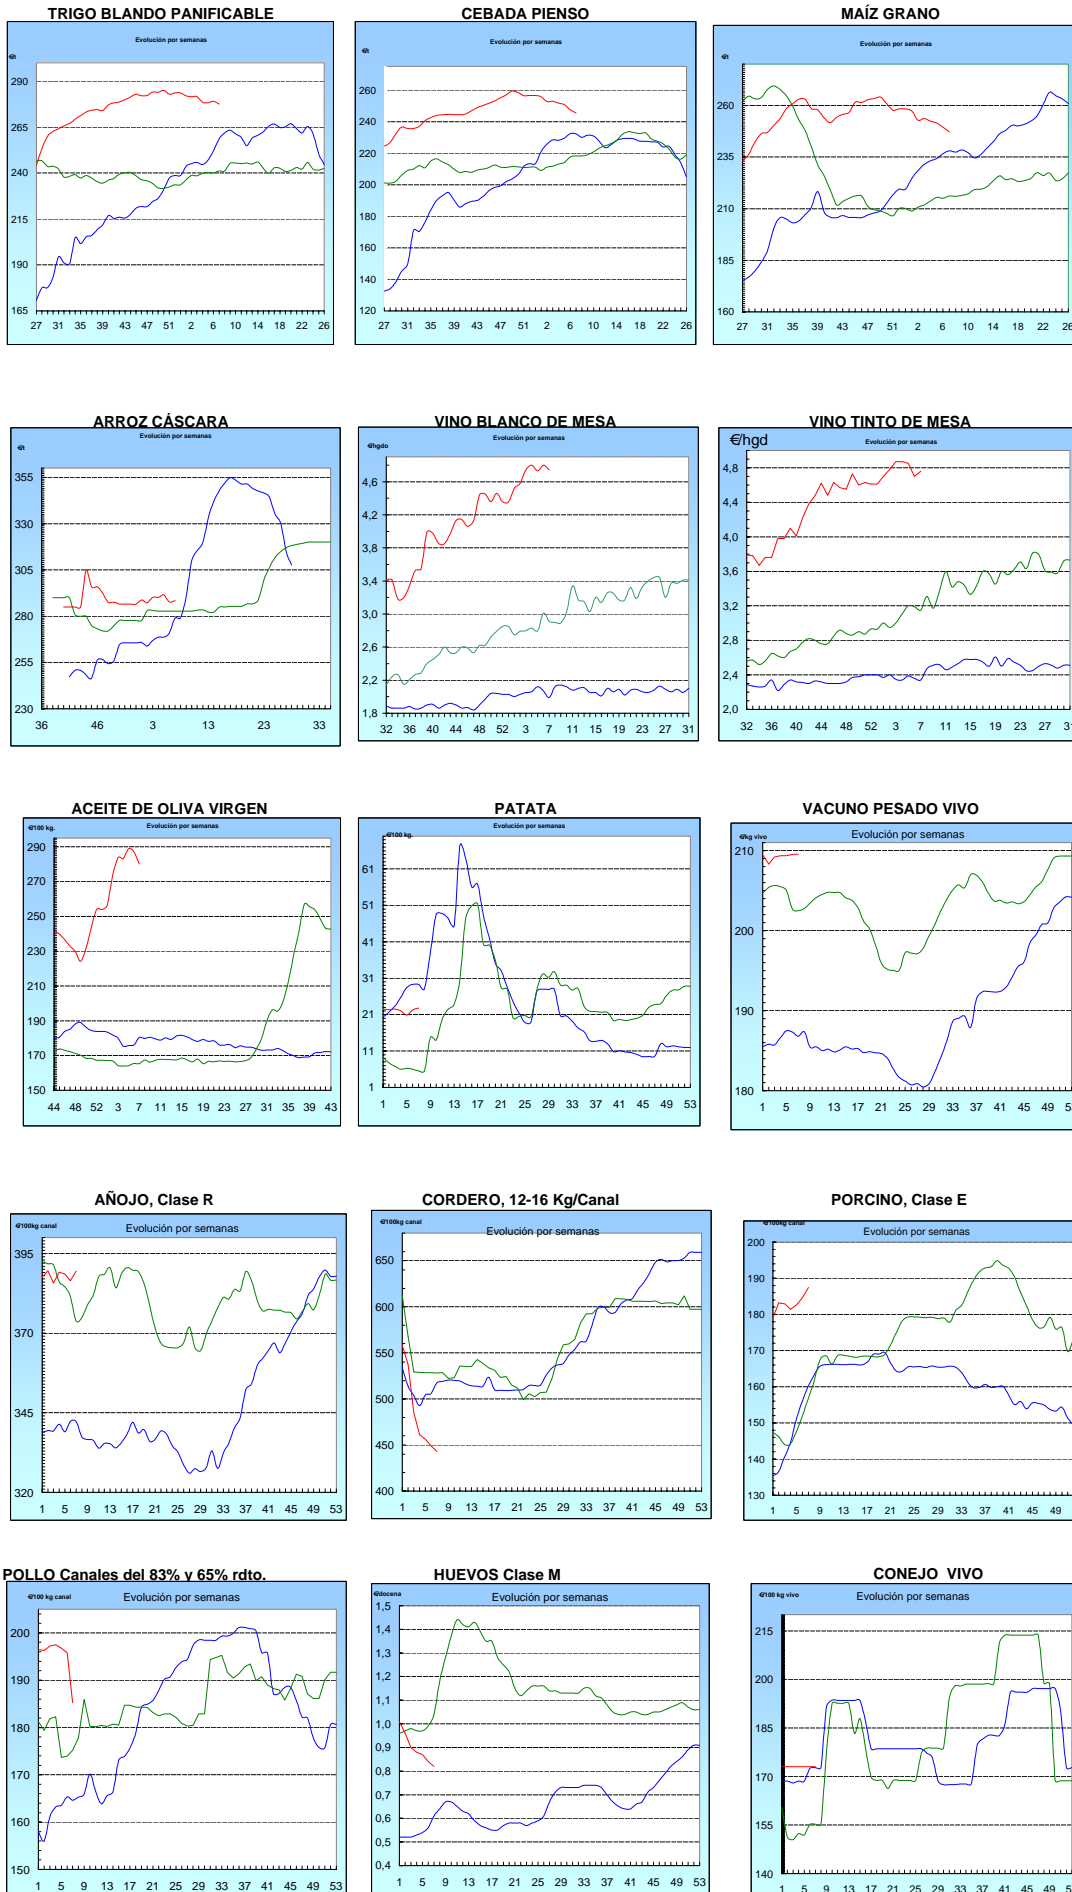 TRIGO BLANDO PANIFICABLE
Evolución por semanas
€/t
290
265
240
215
190
165
27 31 35 39 43 47 51 2 6 10 14 18 22 26
CEBADA PIENSO
Evolución por semanas
€/t
260
240
220
200
180
160
140
120
27 31 35 39 43 47 51 2 6 10 14 18 22 26
MAÍZ GRANO
Evolución por semanas
€/t
260
235
210
185
160
27 31 35 39 43 47 51 2 6 10 14 18 22 26
ARROZ CÁSCARA
Evolución por semanas
€/t
355
330
305
280
255
230
36 46 3 13 23 33
VINO BLANCO DE MESA
Evolución por semanas
€/hgdo
4,6
4,2
3,8
3,4
3,0
2,6
2,2
1,8
32 36 40 44 48 52 3 7 11 15 19 23 27 31
VINO TINTO DE MESA
€/hgd
Evolución por semanas
4,8
4,4
4,0
3,6
3,2
2,8
2,4
2,0
32 36 40 44 48 52 3 7 11 15 19 23 27 31
ACEITE DE OLIVA VIRGEN
€/100 kg.
Evolución por semanas
290
270
250
230
210
190
170
150
44 48 52 3 7 11 15 19 23 27 31 35 39 43
PATATA
Evolución por semanas
€/100 kg.
61
51
41
31
21
11
1
1 5 9 13 17 21 25 29 33 37 41 45 49 53
VACUNO PESADO VIVO
€/kg vivo
Evolución por semanas
210
200
190
180
1 5 9 13 17 21 25 29 33 37 41 45 49 53
AÑOJO, Clase R
€/100kg canal
Evolución por semanas
395
370
345
320
1 5 9 13 17 21 25 29 33 37 41 45 49 53
CORDERO, 12-16 Kg/Canal
€/100kg canal
Evolución por semanas
650
600
550
500
450
400
1 5 9 13 17 21 25 29 33 37 41 45 49 53
PORCINO, Clase E
€/100kg canal
Evolución por semanas
200
190
180
170
160
150
140
130
1 5 9 13 17 21 25 29 33 37 41 45 49
POLLO Canales del 83% y 65% rdto.
€/100 kg canal
Evolución por semanas
200
190
180
170
160
150
1 5 9 13 17 21 25 29 33 37 41 45 49 53
HUEVOS Clase M
€/docena
Evolución por semanas
1,5
1,4
1,3
1,2
1,1
1,0
0,9
0,8
0,7
0,6
0,5
0,4
1 5 9 13 17 21 25 29 33 37 41 45 49 53
CONEJO VIVO
€/100 kg vivo
Evolución por semanas
215
200
185
170
155
140
1 5 9 13 17 21 25 29 33 37 41 45 49 53